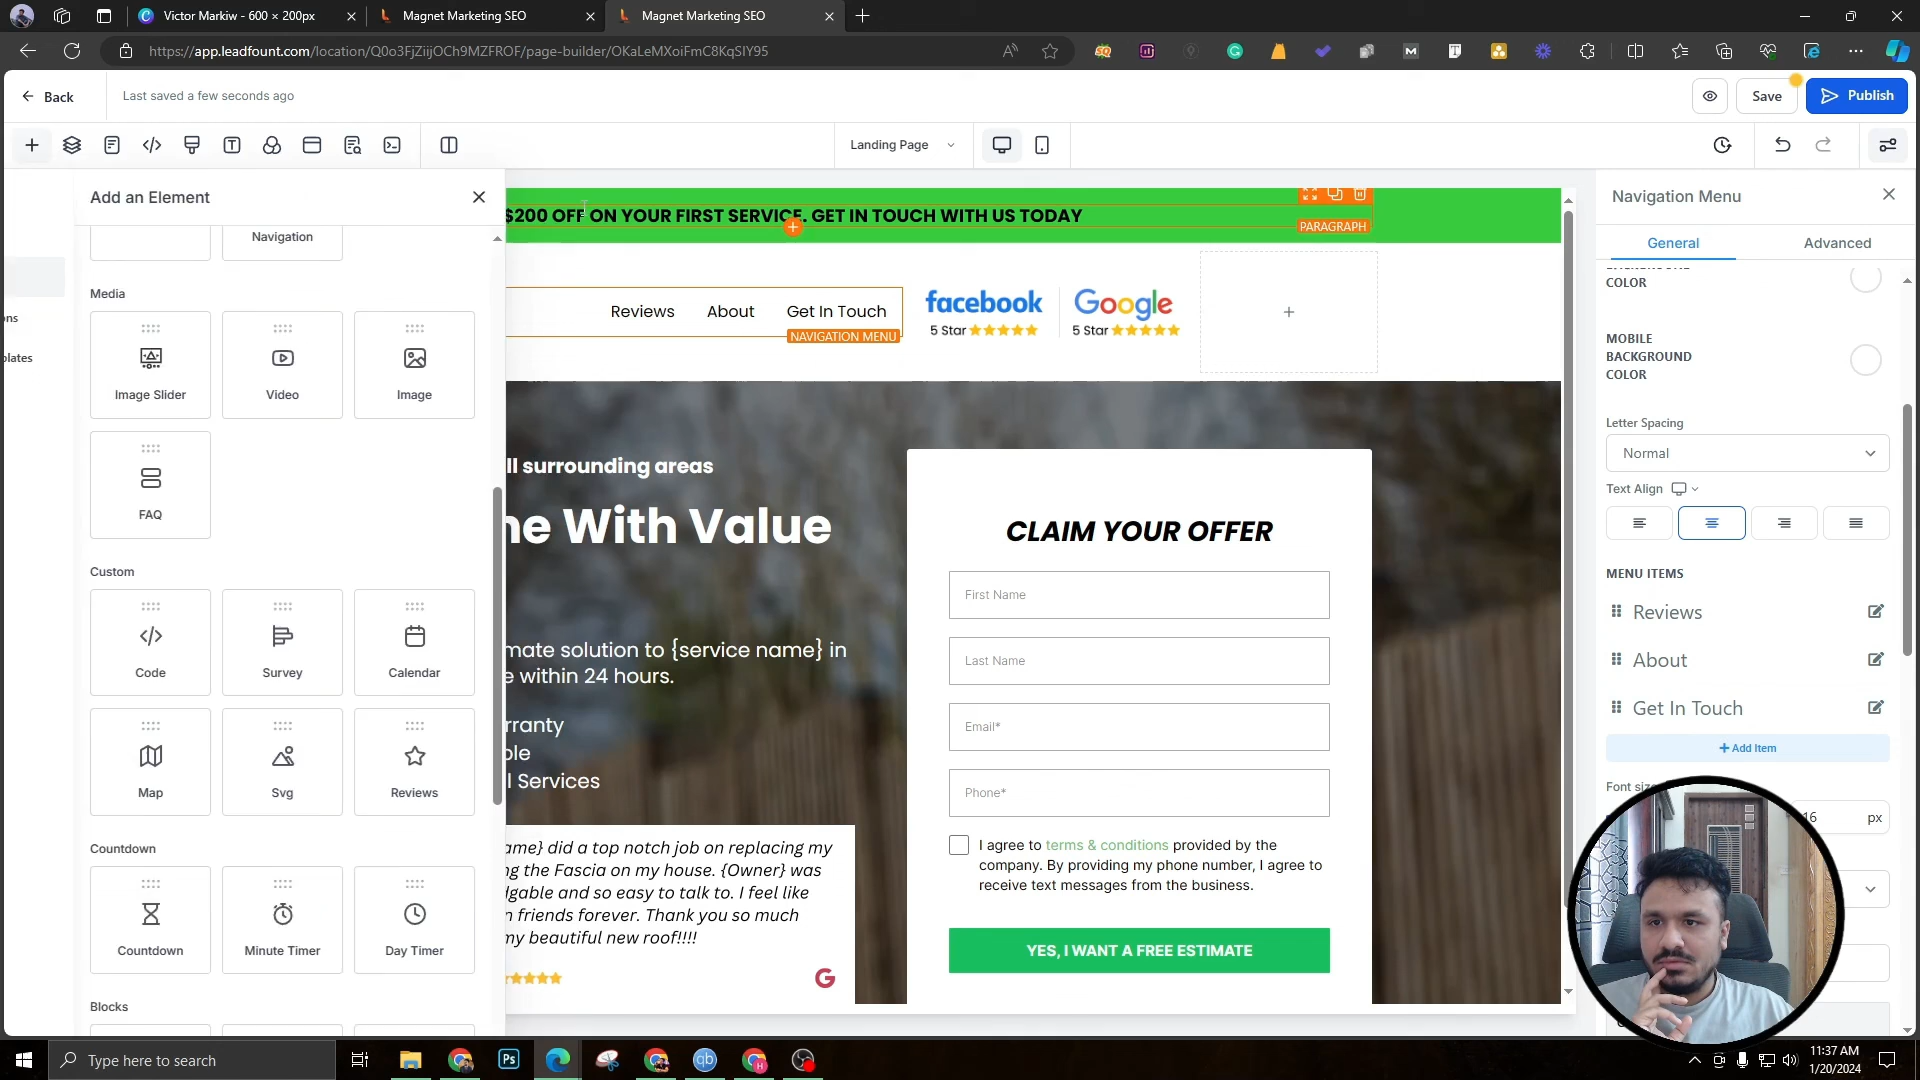 Victor Markiw - 600 × 200px
Magnet Marketing SEO
Magnet Marketing SEO
https://app.leadfount.com/location/Q0o3FjZiijOCh9MZFROF/page-builder/OKaLeMXoiFmC8KqSIY95
Back
Last saved a few seconds ago
Save
Publish
Landing Page
Add an Element
Navigation
ons
plates
Media
Image Slider
Video
Image
FAQ
Custom
Code
Survey
Calendar
Map
Svg
Reviews
Countdown
Countdown
Minute Timer
Day Timer
Blocks
$200 OFF ON YOUR FIRST SERVICE. GET IN TOUCH WITH US TODAY
PARAGRAPH
Reviews
About
Get In Touch
NAVIGATION MENU
facebook
5 Star
Google
5 Star
ll surrounding areas
ne With Value
mate solution to {service name} in
e within 24 hours.
rranty
ble
l Services
ame} did a top notch job on replacing my
ng the Fascia on my house. {Owner} was
dgable and so easy to talk to. I feel like
n friends forever. Thank you so much
my beautiful new roof!!!!
G
CLAIM YOUR OFFER
First Name
Last Name
Email*
Phone*
I agree to terms & conditions provided by the
company. By providing my phone number, I agree to
receive text messages from the business.
YES, I WANT A FREE ESTIMATE
Navigation Menu
General
Advanced
COLOR
MOBILE
BACKGROUND
COLOR
Letter Spacing
Normal
Text Align
MENU ITEMS
Reviews
About
Get In Touch
+ Add Item
Font size
16
px
Type here to search
11:37 AM
1/20/2024